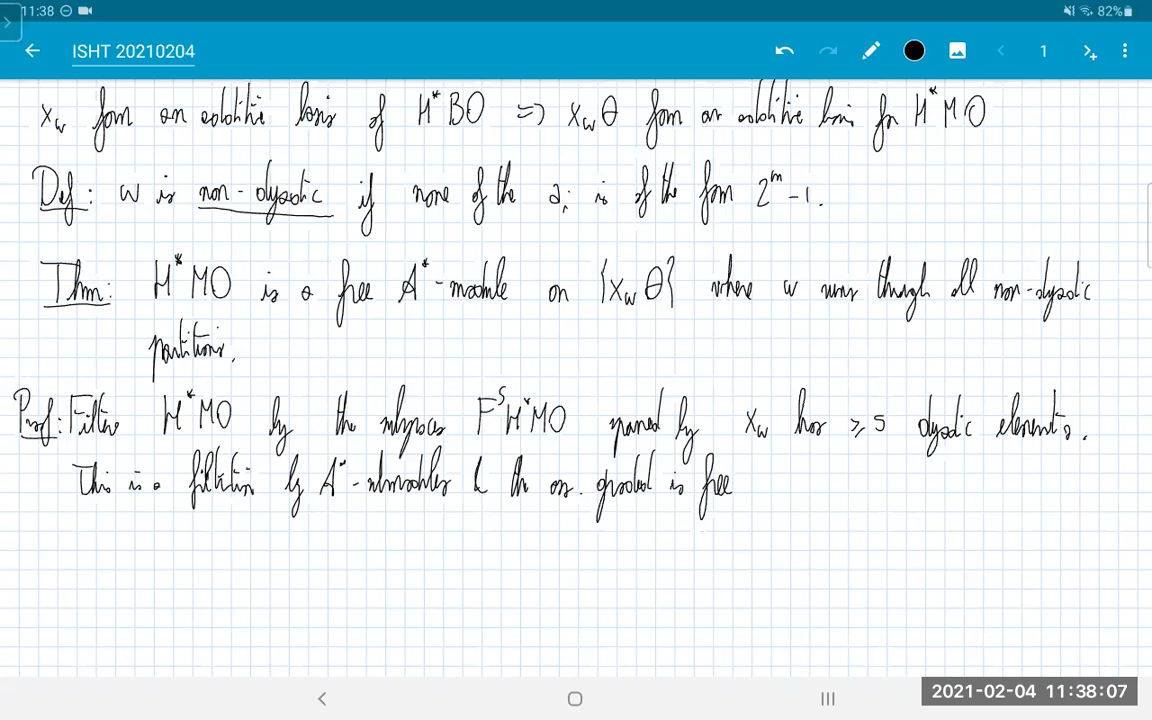 11:38
82%
ISHT 20210204
1
x_w form an additive basis of H*BO => x_w θ form an additive basis for H*MO
Def: w is non-dyadic if none of the a_i is of the form 2^m - 1.
Thm: H*MO is a free A*-module on {x_w θ} where w runs through all non-dyadic
partitions.
Proof: Filter H*MO by the subspaces F^S H*MO spanned by x_w has ≥ s dyadic elements.
This is a filtration by A*-submodules & the ass. graded is free
2021-02-04 11:38:07